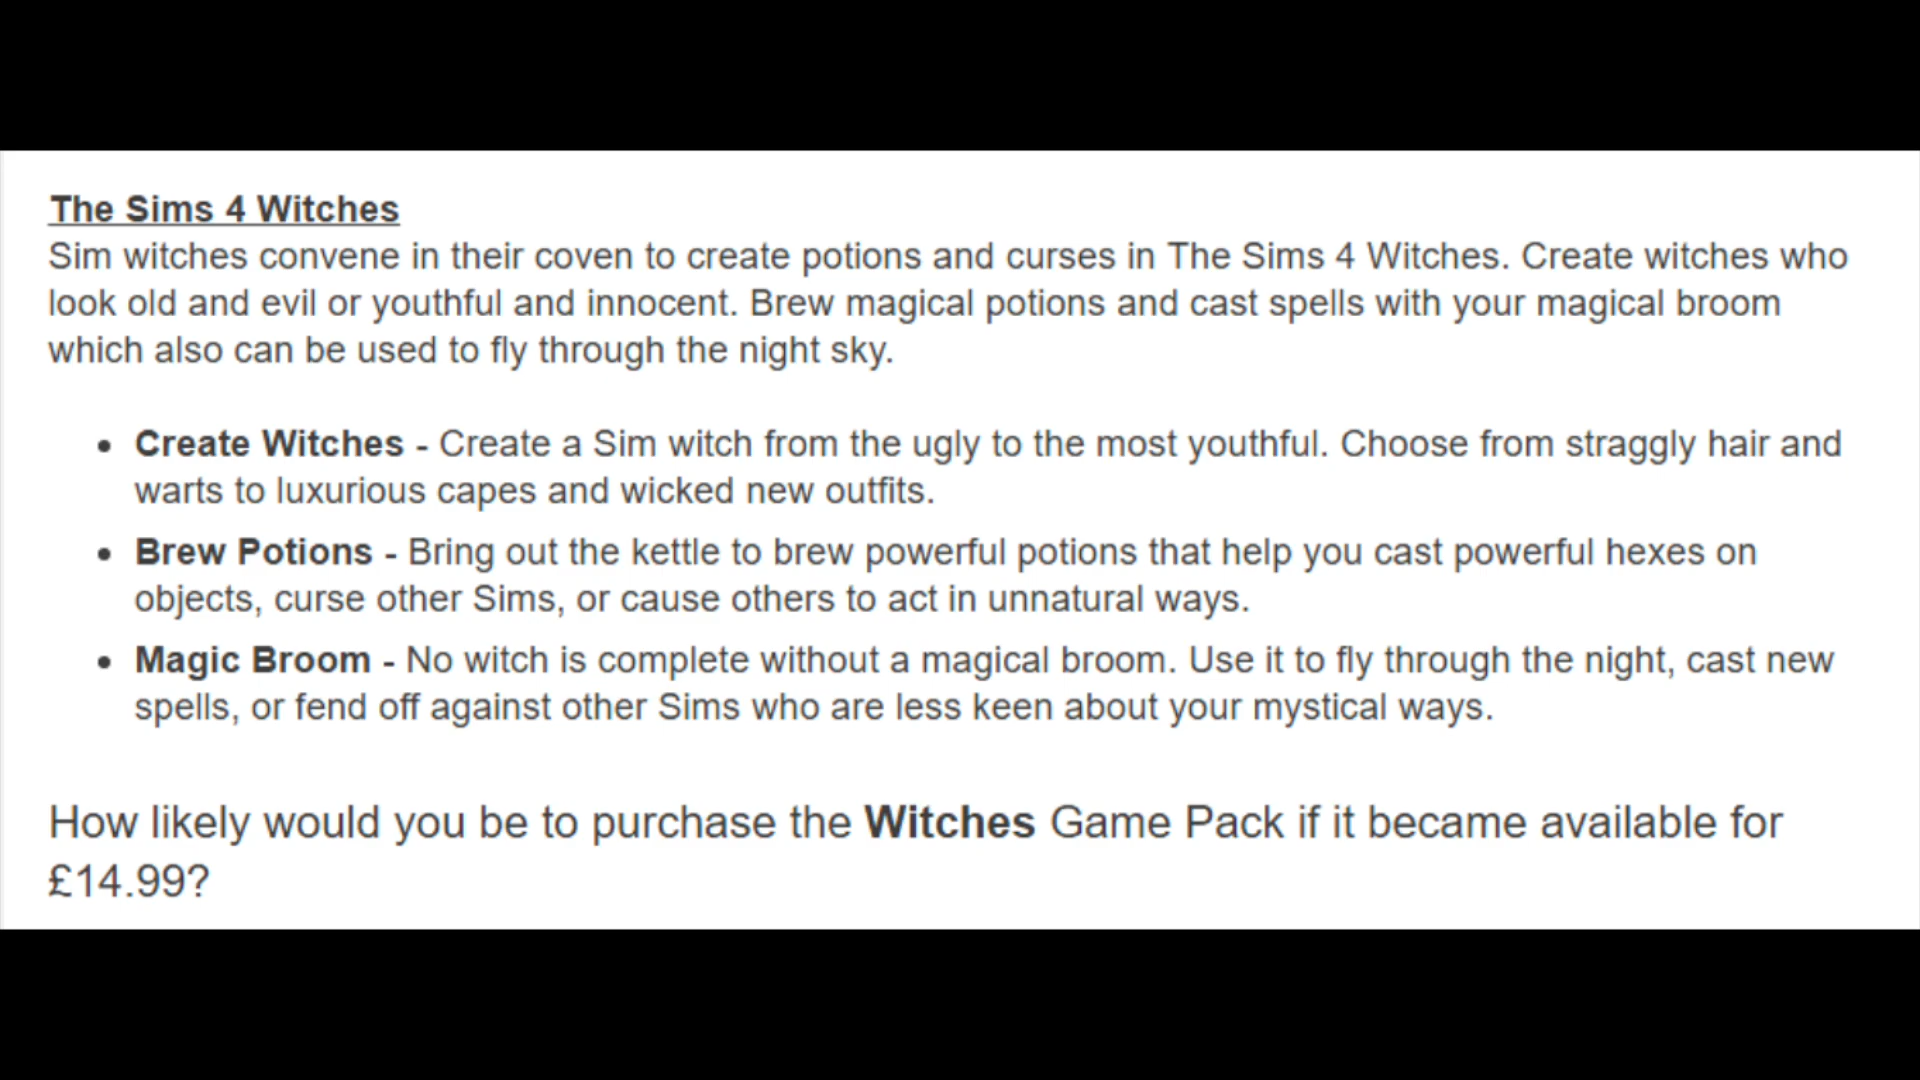 The Sims 4 Witches
Sim witches convene in their coven to create potions and curses in The Sims 4 Witches. Create witches who
look old and evil or youthful and innocent. Brew magical potions and cast spells with your magical broom
which also can be used to fly through the night sky.
• Create Witches - Create a Sim witch from the ugly to the most youthful. Choose from straggly hair and
warts to luxurious capes and wicked new outfits.
• Brew Potions - Bring out the kettle to brew powerful potions that help you cast powerful hexes on
objects, curse other Sims, or cause others to act in unnatural ways.
• Magic Broom - No witch is complete without a magical broom. Use it to fly through the night, cast new
spells, or fend off against other Sims who are less keen about your mystical ways.
How likely would you be to purchase the Witches Game Pack if it became available for
£14.99?